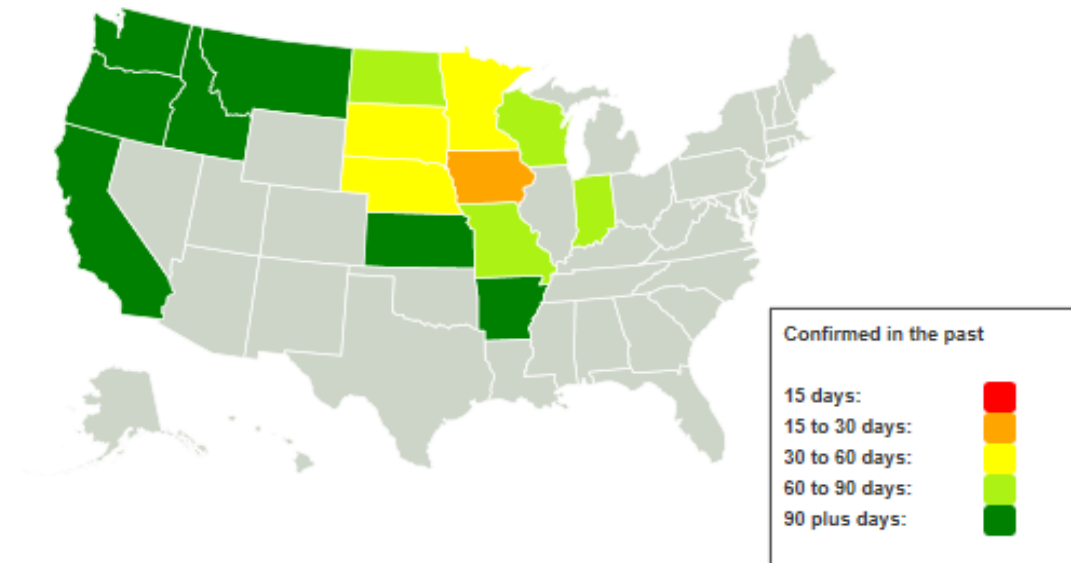 Confirmed in the past
15 days:
15 to 30 days:
30 to 60 days:
60 to 90 days:
90 plus days: